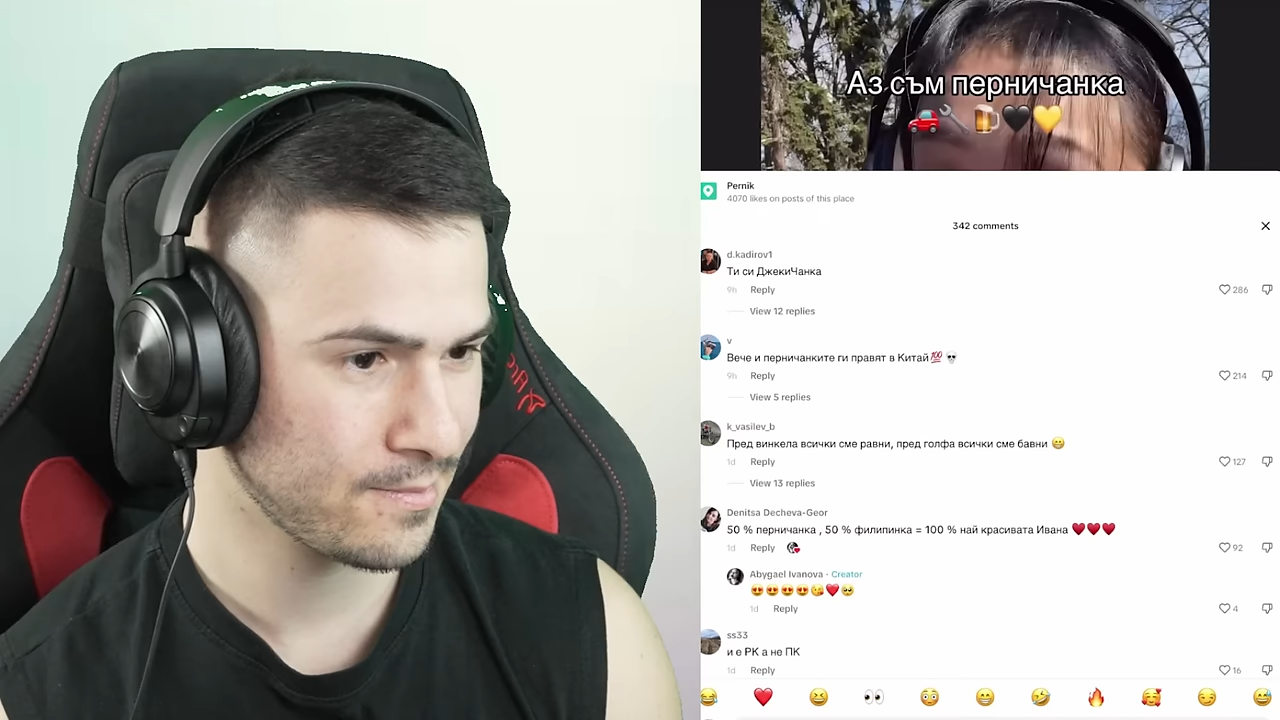 Аз съм перничанка
🚗🔧🍺🖤💛
Pernik
4070 likes on posts of this place
342 comments
d.kadirov1
Ти си ДжекиЧанка
9h Reply 286
View 12 replies
v
Вече и перничанките ги правят в Китай💯 💀
9h Reply 214
View 5 replies
k_vasilev_b
Пред винкела всички сме равни, пред голфа всички сме бавни 😁
1d Reply 127
View 13 replies
Denitsa Decheva-Geor
50 % перничанка , 50 % филипинка = 100 % най красивата Ивана ♥️♥️♥️
1d Reply 92
Abygael Ivanova · Creator
😍😍😍😍😘❤️🥺
1d Reply 4
ss33
и е РК а не ПК
1d Reply 16